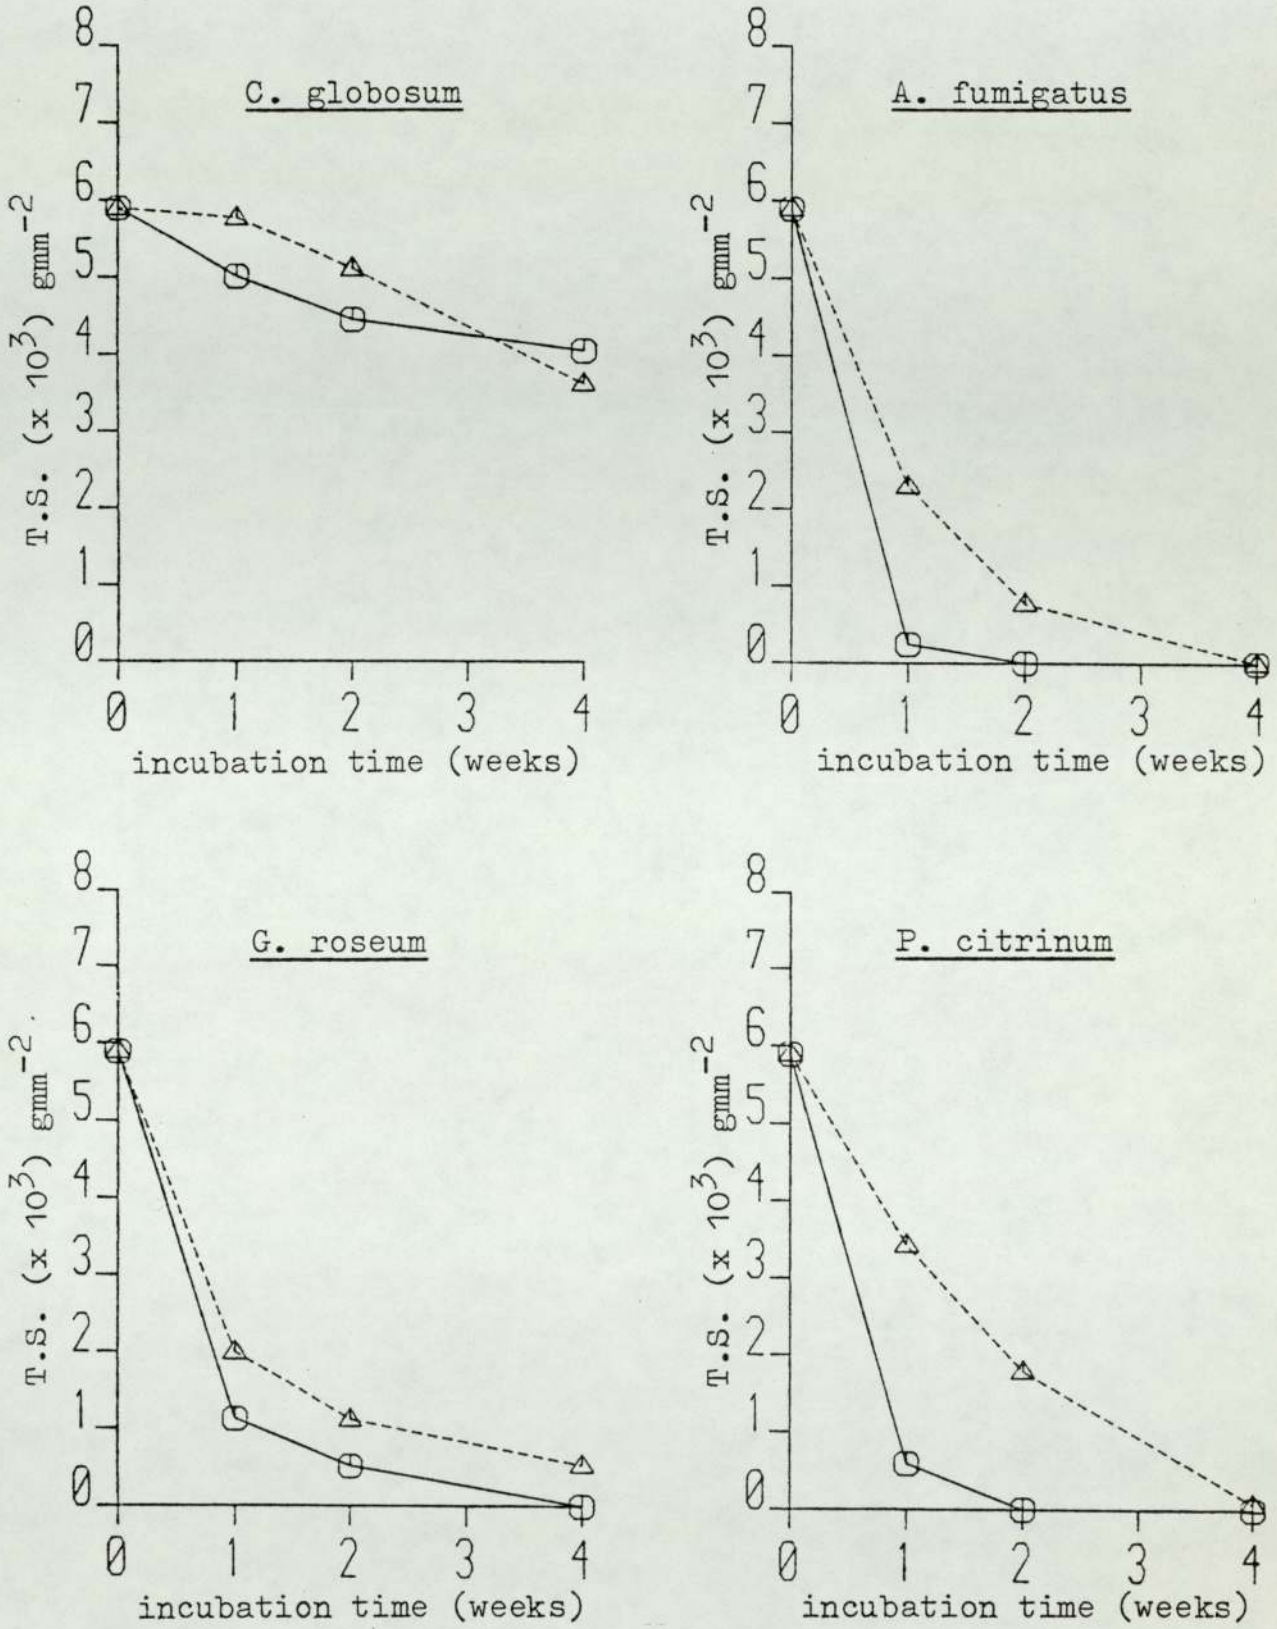 C. globosum
T.S. (x 10³) gmm⁻²
8
7
6
5
4
3
2
1
0
0 1 2 3 4
incubation time (weeks)
A. fumigatus
T.S. (x 10³) gmm⁻²
8
7
6
5
4
3
2
1
0
0 1 2 3 4
incubation time (weeks)
G. roseum
T.S. (x 10³) gmm⁻²
8
7
6
5
4
3
2
1
0
0 1 2 3 4
incubation time (weeks)
P. citrinum
T.S. (x 10³) gmm⁻²
8
7
6
5
4
3
2
1
0
0 1 2 3 4
incubation time (weeks)